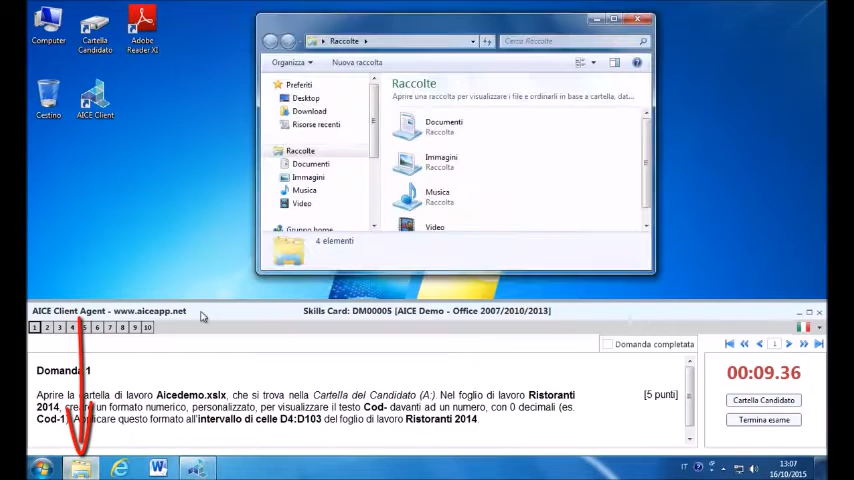 Computer
Cartella
Candidato
Adobe
Reader XI
Cestino
AICE Client
Raccolte
Cerca Raccolte
Organizza
Nuova raccolta
Preferiti
Desktop
Download
Risorse recenti
Raccolte
Documenti
Immagini
Musica
Video
Gruppo home
Raccolte
Aprire una raccolta per visualizzare i file e ordinarli in base a cartella, dat...
Documenti
Raccolta
Immagini
Raccolta
Musica
Raccolta
Video
4 elementi
AICE Client Agent - www.aiceapp.net
Skills Card: DM00005 [AICE Demo - Office 2007/2010/2013]
1 2 3 4 5 6 7 8 9 10
Domanda completata
1
Domanda 1
Aprire la cartella di lavoro Aicedemo.xslx, che si trova nella Cartella del Candidato (A:). Nel foglio di lavoro Ristoranti
2014, creare un formato numerico, personalizzato, per visualizzare il testo Cod- davanti ad un numero, con 0 decimali (es.
Cod-1). Applicare questo formato all'intervallo di celle D4:D103 del foglio di lavoro Ristoranti 2014.
[5 punti]
00:09.36
Cartella Candidato
Termina esame
IT
13:07
16/10/2015